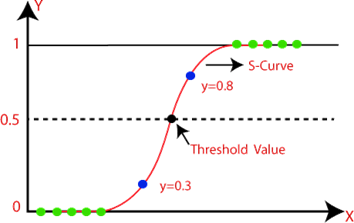 Y
1
S-Curve
y=0.8
0.5
Threshold Value
y=0.3
0
X